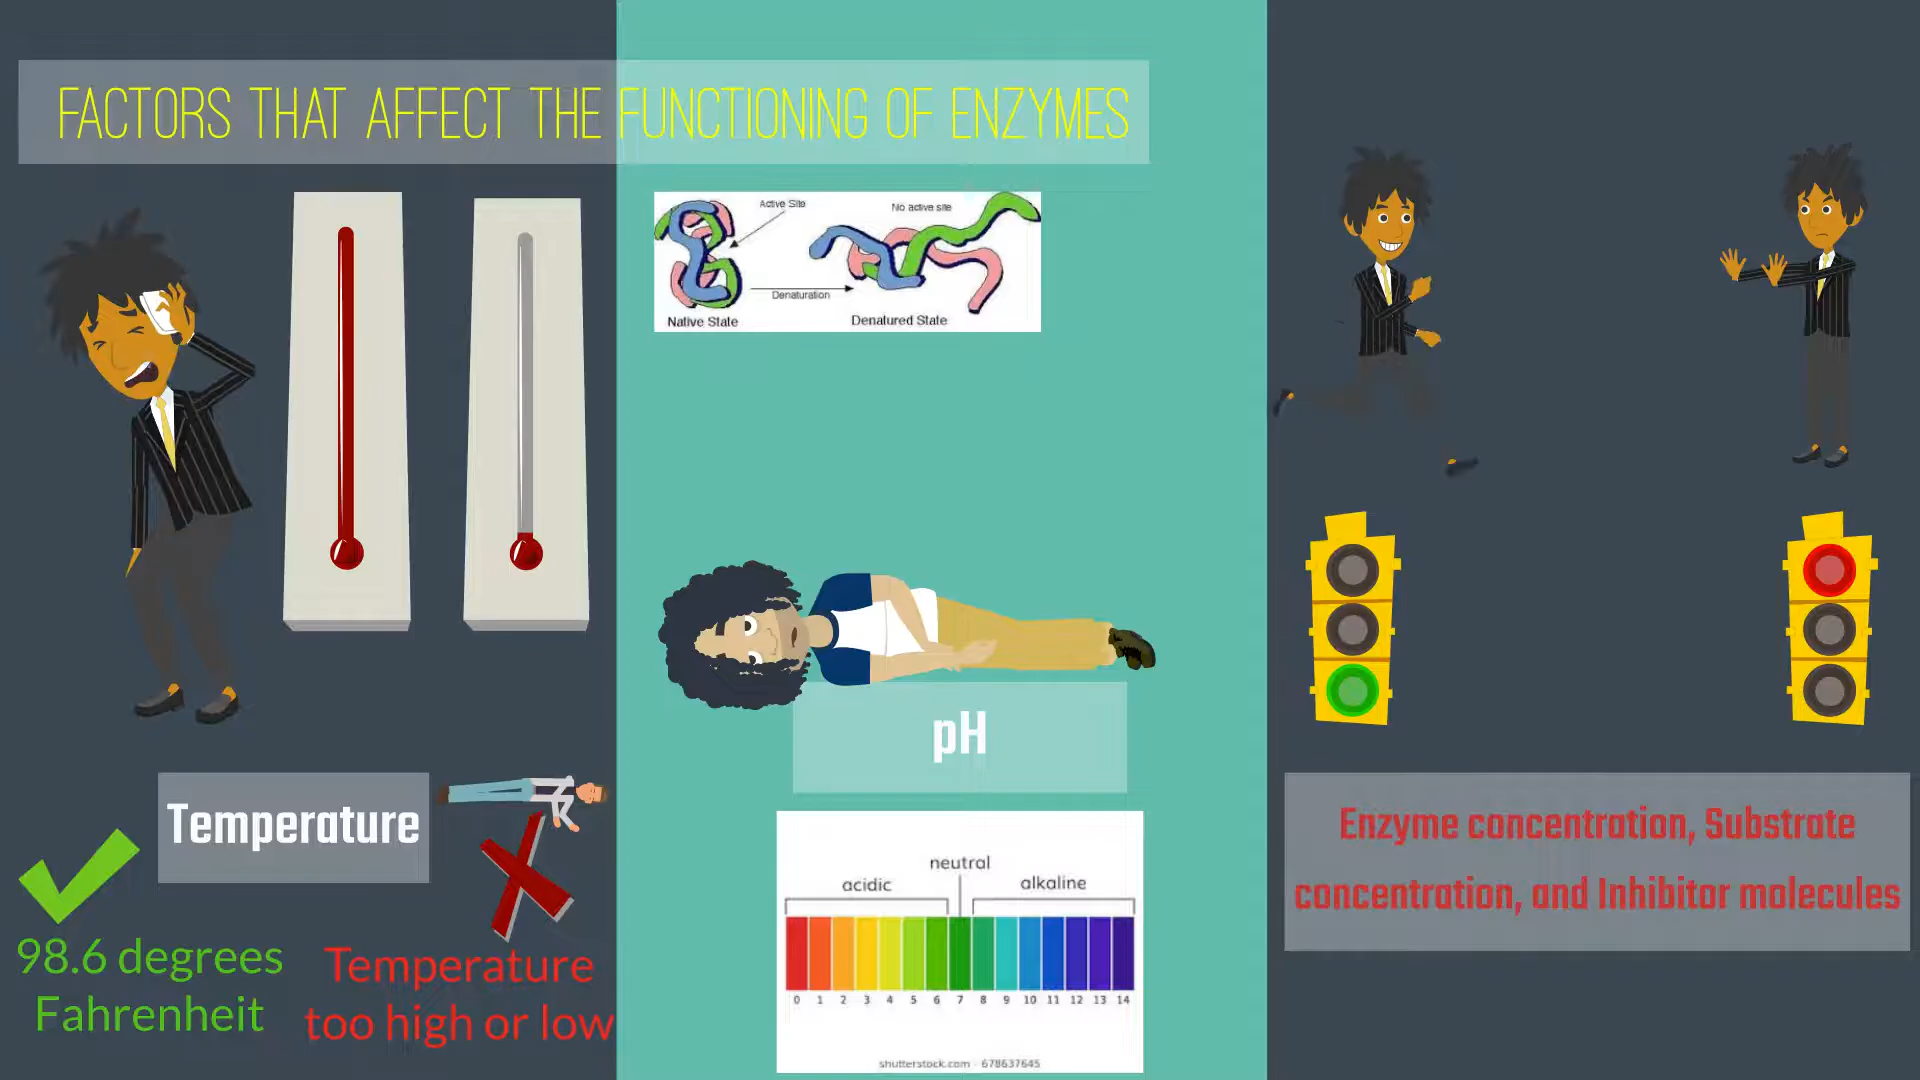 FACTORS THAT AFFECT THE FUNCTIONING OF ENZYMES
Active Site
No active site
Denaturation
Native State
Denatured State
Temperature
98.6 degrees
Fahrenheit
Temperature
too high or low
pH
neutral
acidic
alkaline
0 1 2 3 4 5 6 7 8 9 10 11 12 13 14
shutterstock.com - 678637645
Enzyme concentration, Substrate
concentration, and Inhibitor molecules